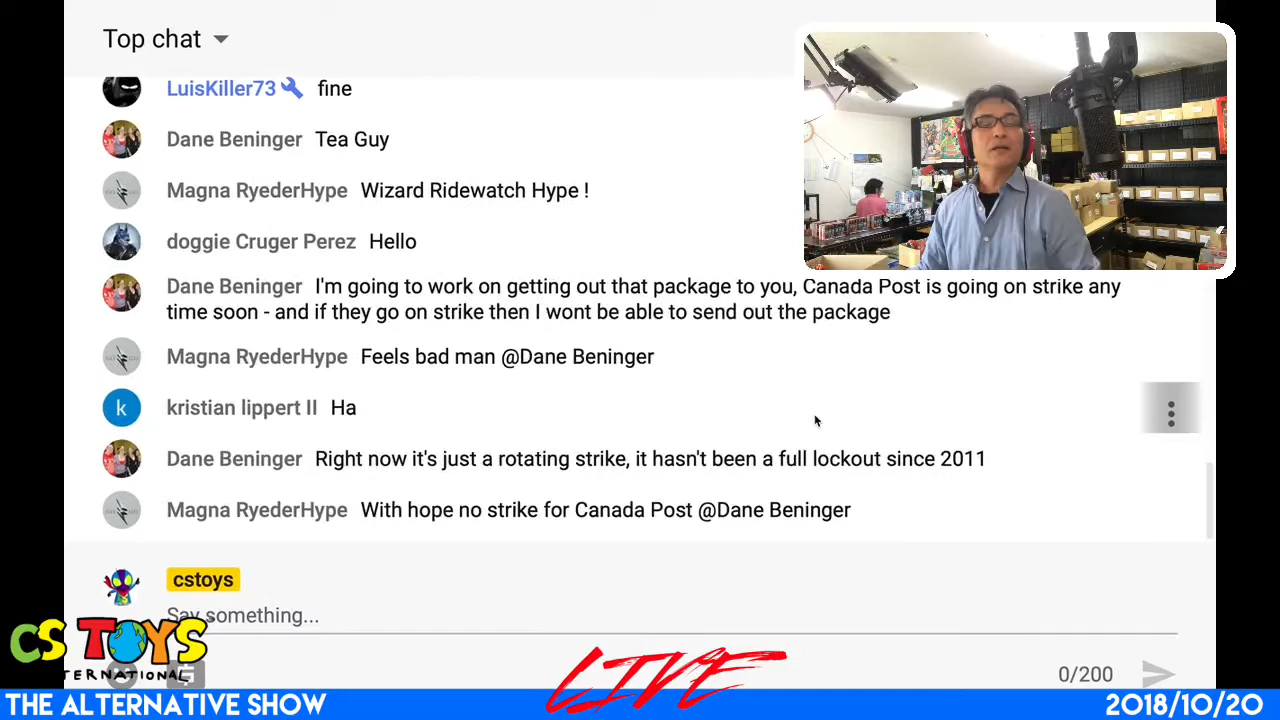 Top chat
LuisKiller73 fine
Dane Beninger Tea Guy
Magna RyederHype Wizard Ridewatch Hype !
doggie Cruger Perez Hello
Dane Beninger I'm going to work on getting out that package to you, Canada Post is going on strike any
time soon - and if they go on strike then I wont be able to send out the package
Magna RyederHype Feels bad man @Dane Beninger
k kristian lippert II Ha
Dane Beninger Right now it's just a rotating strike, it hasn't been a full lockout since 2011
Magna RyederHype With hope no strike for Canada Post @Dane Beninger
cstoys
Say something...
CS TOYS
TERNATIONAL
LIVE
0/200
THE ALTERNATIVE SHOW
2018/10/20